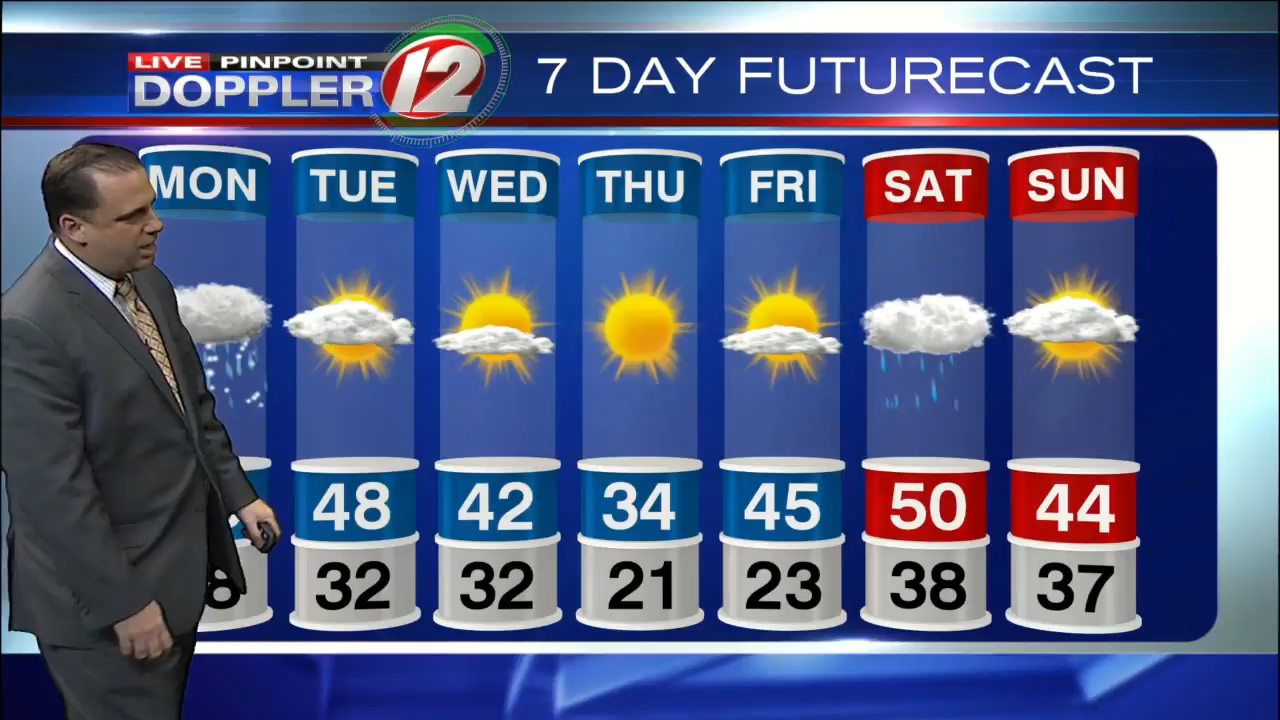 LIVE PINPOINT
DOPPLER 12
7 DAY FUTURECAST
MON TUE WED THU FRI SAT SUN
48 42 34 45 50 44
32 32 21 23 38 37